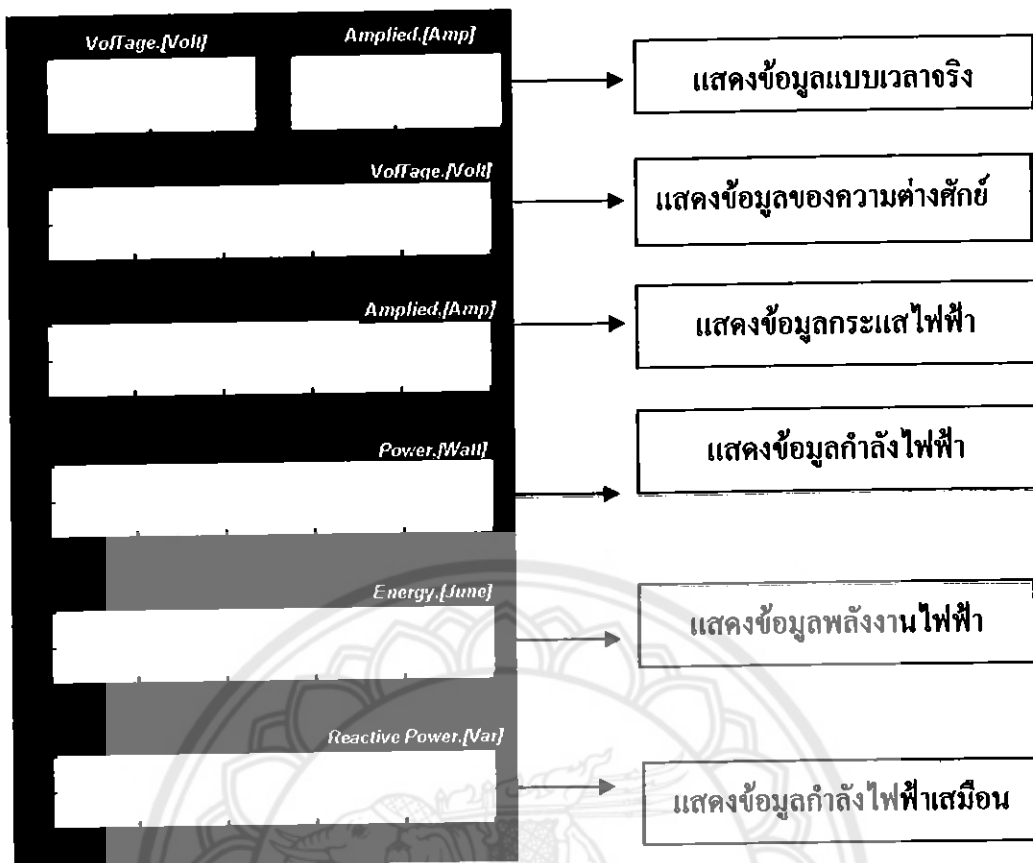 Voltage.[Volt]
Amplied.[Amp]
แสดงข้อมูลแบบเวลาจริง
Voltage.[Volt]
แสดงข้อมูลของความต่างศักย์
Amplied.[Amp]
แสดงข้อมูลกระแสไฟฟ้า
Power.[Watt]
แสดงข้อมูลกำลังไฟฟ้า
Energy.[June]
แสดงข้อมูลพลังงานไฟฟ้า
Reactive Power.[Var]
แสดงข้อมูลกำลังไฟฟ้าเสมือน